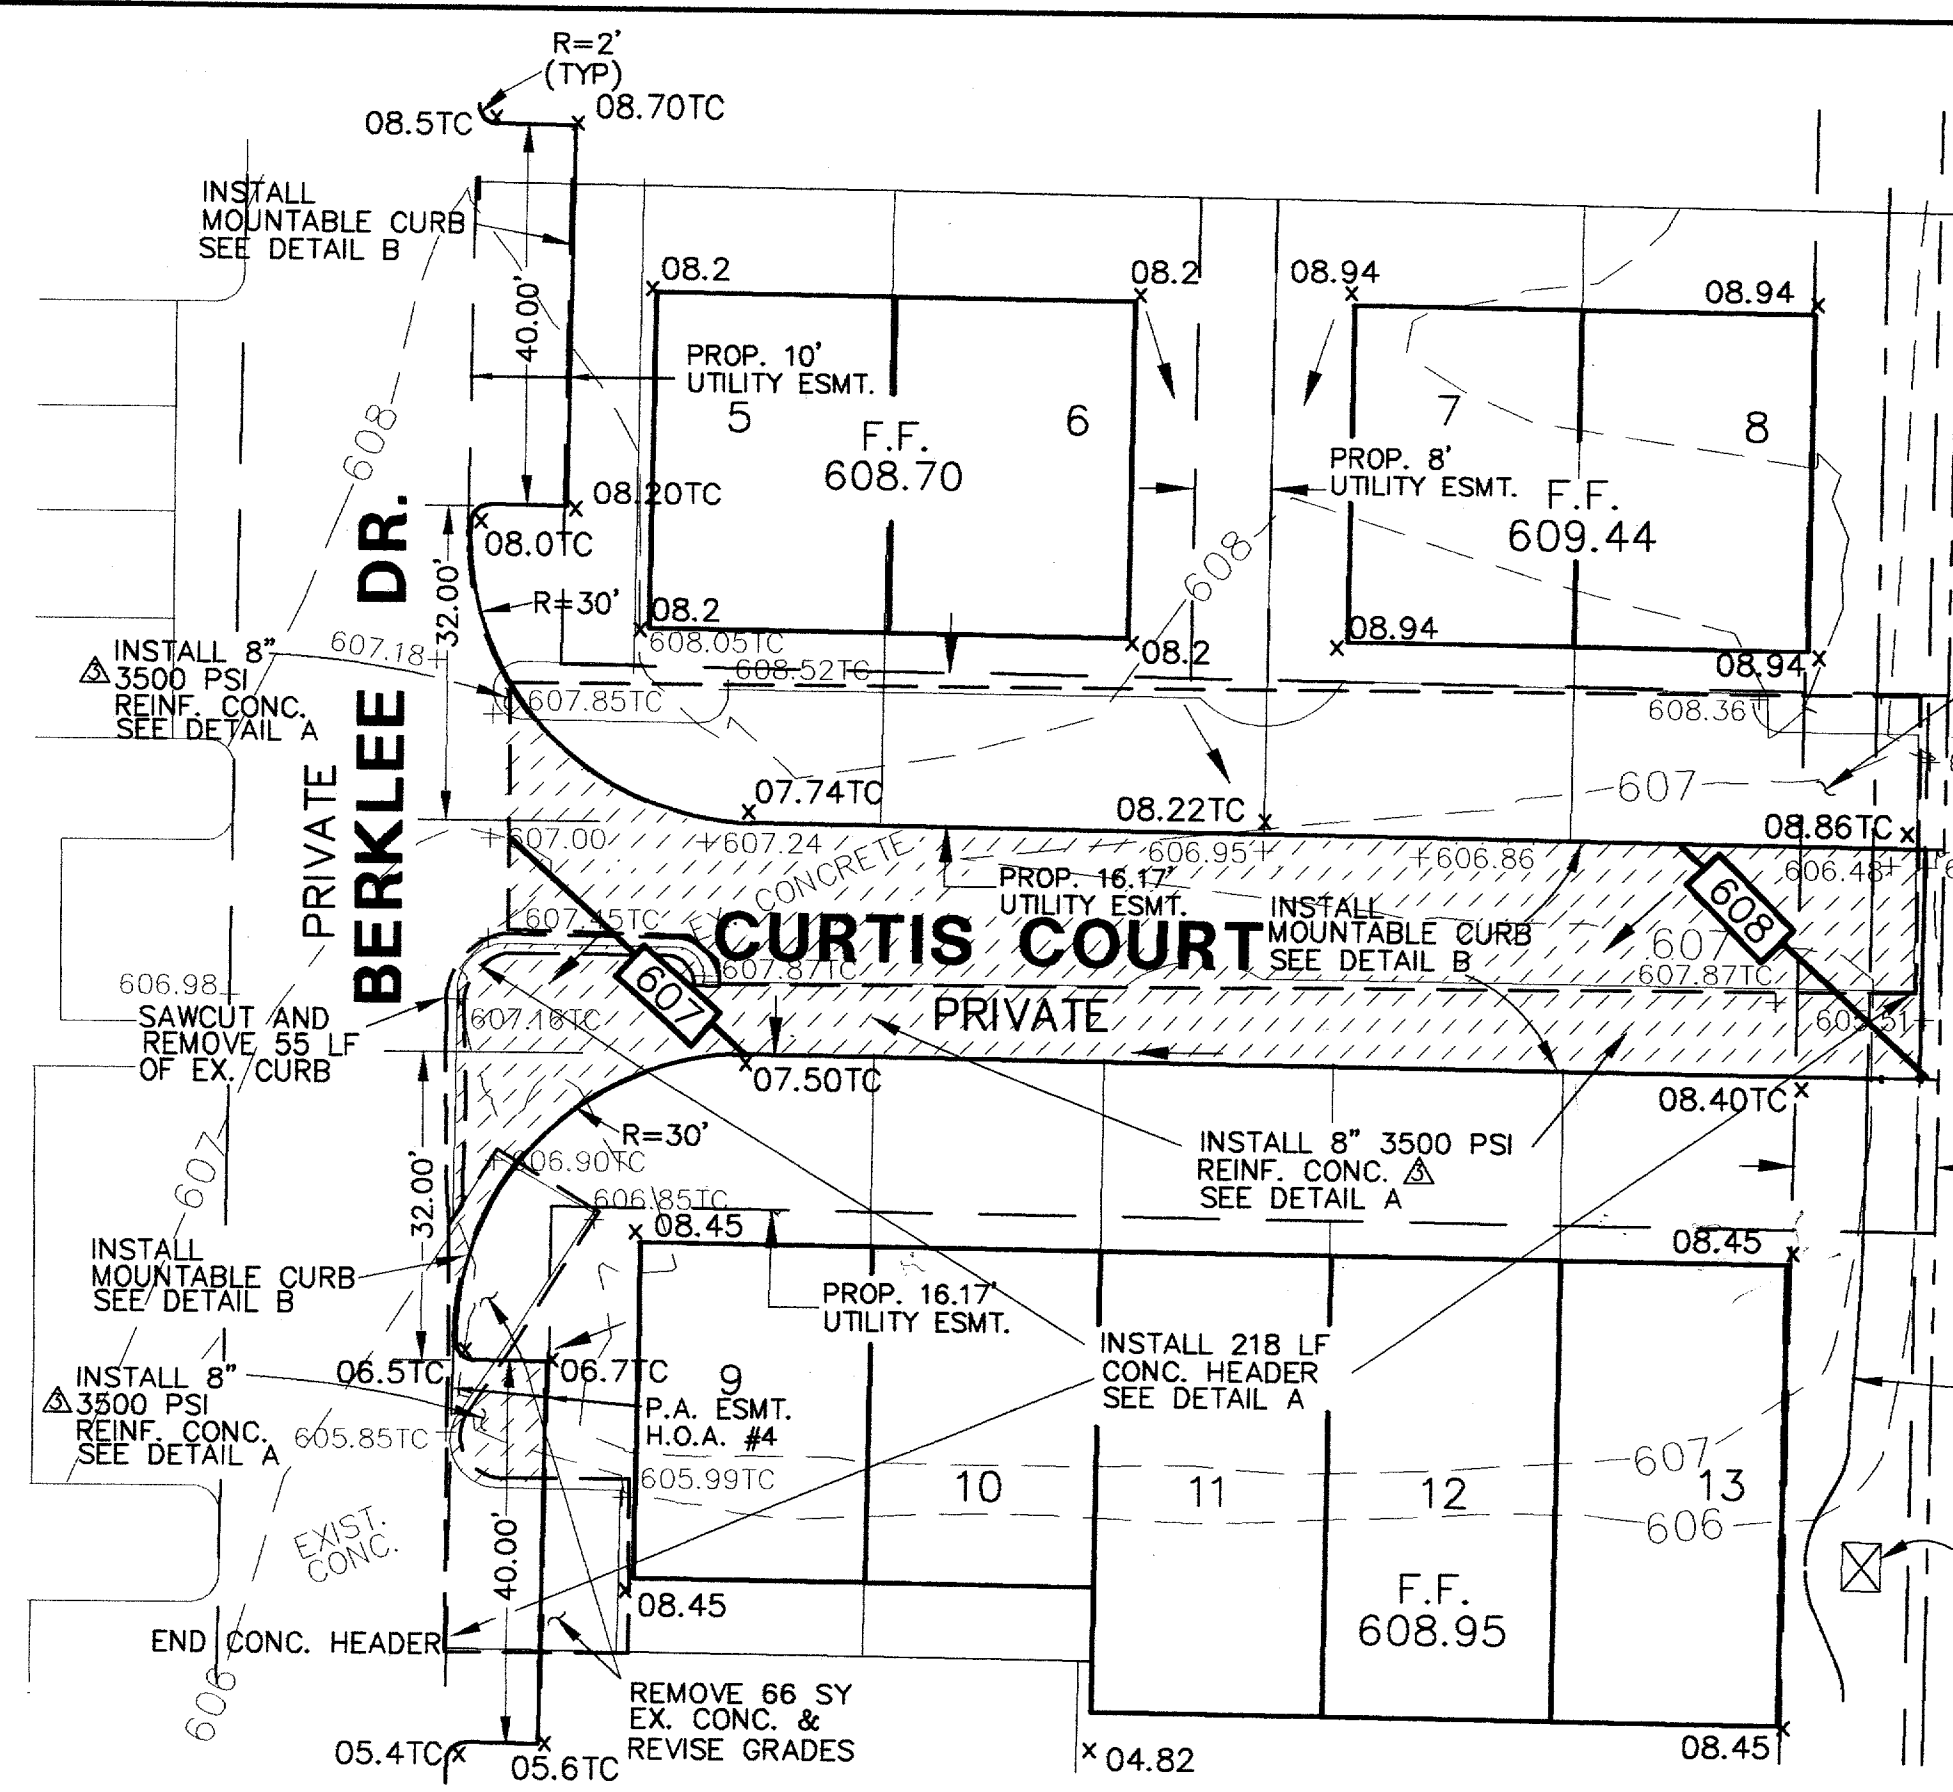 R=2'
(TYP)
08.5TC
08.70TC
INSTALL
MOUNTABLE CURB
SEE DETAIL B
40.00'
08.2
08.2
08.94
08.94
PROP. 10'
UTILITY ESMT.
5
6
F.F.
608.70
7
8
PROP. 8'
UTILITY ESMT.
F.F.
609.44
608
608
08.20TC
08.0TC
32.00'
R=30'
BERKLEE DR.
PRIVATE
08.2
608.05TC
608.52TC
08.2
08.94
08.94
INSTALL 8"
3 3500 PSI
REINF. CONC.
SEE DETAIL A
607.18
607.85TC
608.36
607
07.74TC
08.22TC
08.86TC
607.00
607.24
606.95
606.86
606.48
EX. CONCRETE
PROP. 16.17'
UTILITY ESMT.
INSTALL
MOUNTABLE CURB
SEE DETAIL B
608
607
607.45TC
CURTIS COURT
PRIVATE
607.87TC
607.87TC
607
606.98
SAWCUT AND
REMOVE 55 LF
OF EX. CURB
607.16TC
07.50TC
08.40TC
R=30'
606.90TC
606.85TC
INSTALL 8" 3500 PSI
REINF. CONC. 3
SEE DETAIL A
607
32.00'
08.45
08.45
INSTALL
MOUNTABLE CURB
SEE DETAIL B
PROP. 16.17'
UTILITY ESMT.
INSTALL 218 LF
CONC. HEADER
SEE DETAIL A
06.5TC
06.7TC
9
P.A. ESMT.
H.O.A. #4
INSTALL 8"
3 3500 PSI
REINF. CONC.
SEE DETAIL A
605.85TC
605.99TC
10
11
12
13
607
606
EXIST.
CONC.
40.00'
08.45
F.F.
608.95
END CONC. HEADER
606
REMOVE 66 SY
EX. CONC. &
REVISE GRADES
05.4TC
05.6TC
04.82
08.45